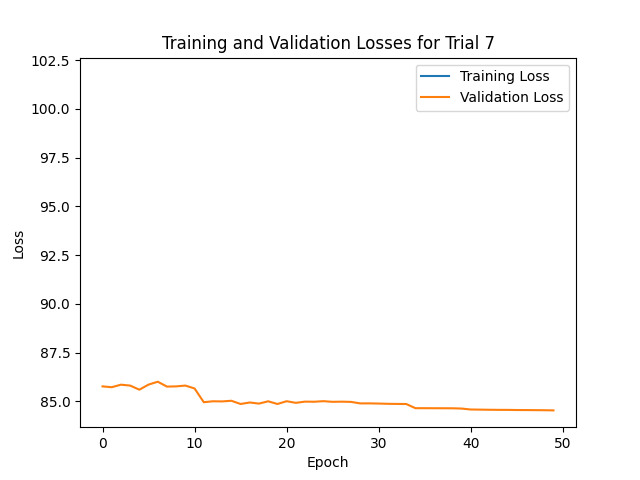 Training and Validation Losses for Trial 7
Training Loss
Validation Loss
Loss
102.5
100.0
97.5
95.0
92.5
90.0
87.5
85.0
0 10 20 30 40 50
Epoch